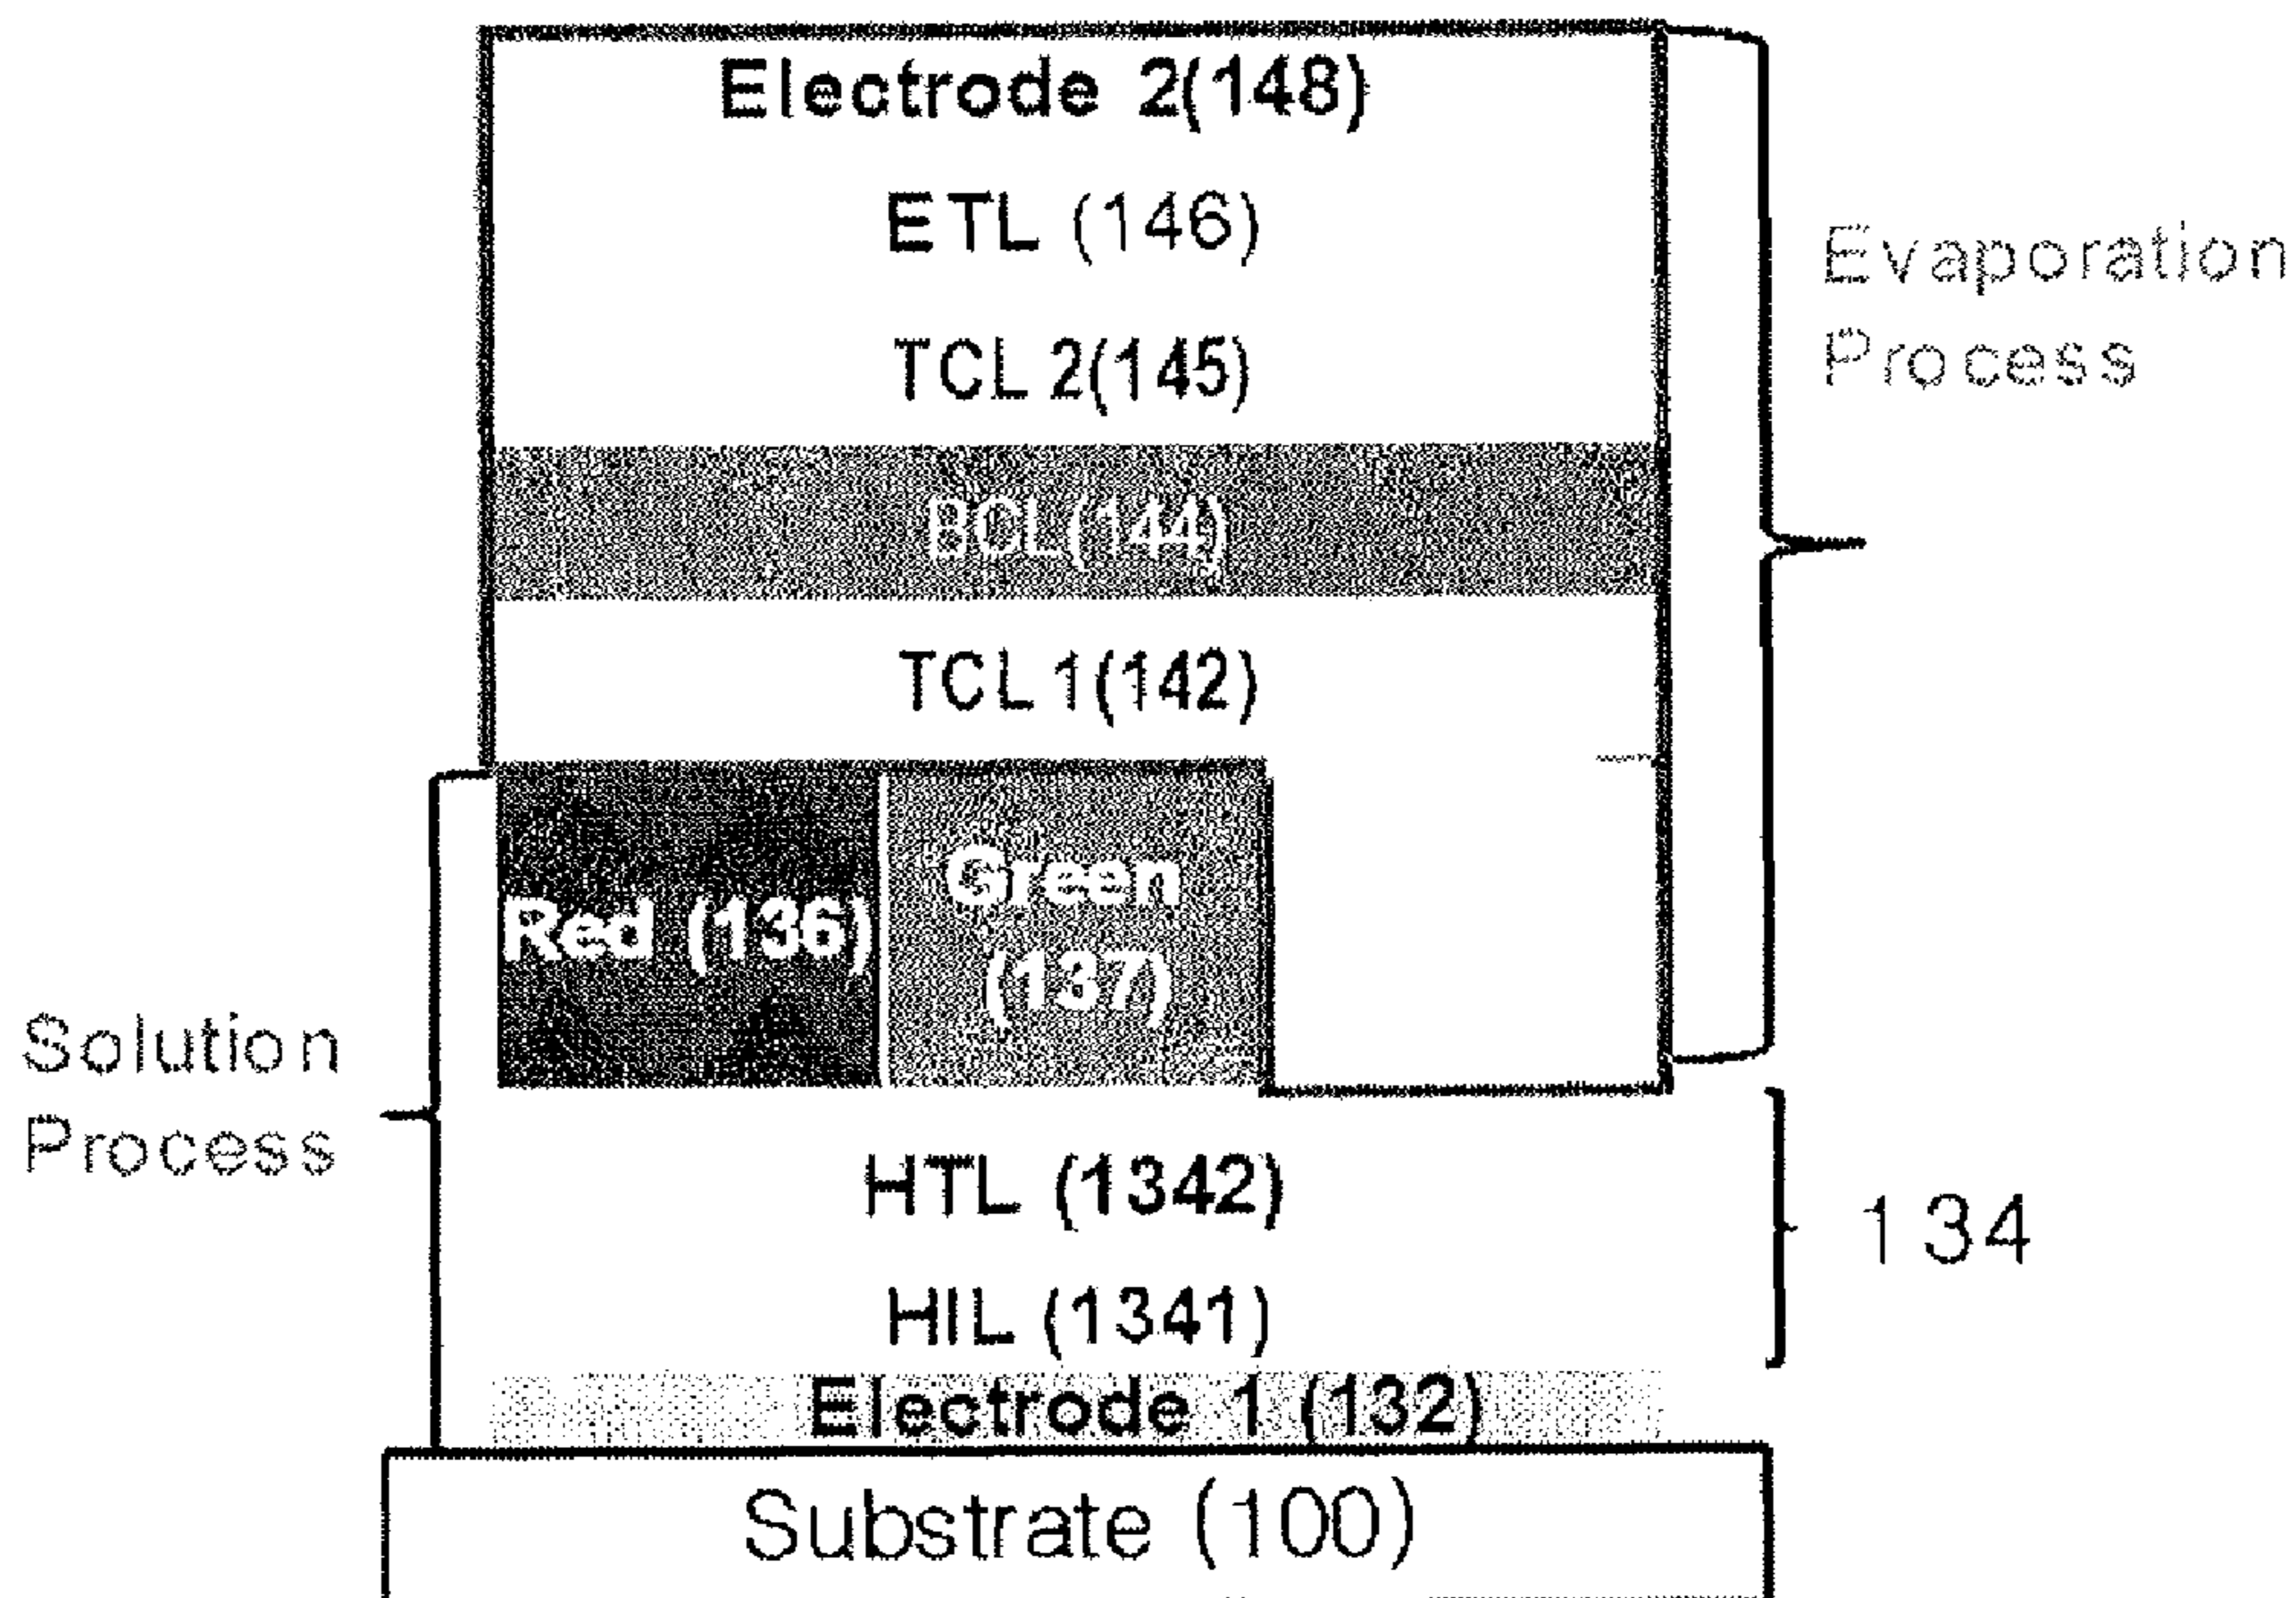 Electrode 2(148)
ETL (146)
Evaporation
Process
TCL 2(145)
BCL(144)
TCL 1(142)
Red (136)
Green
(137)
Solution
Process
HTL (1342)
134
HIL (1341)
Electrode 1 (132)
Substrate (100)